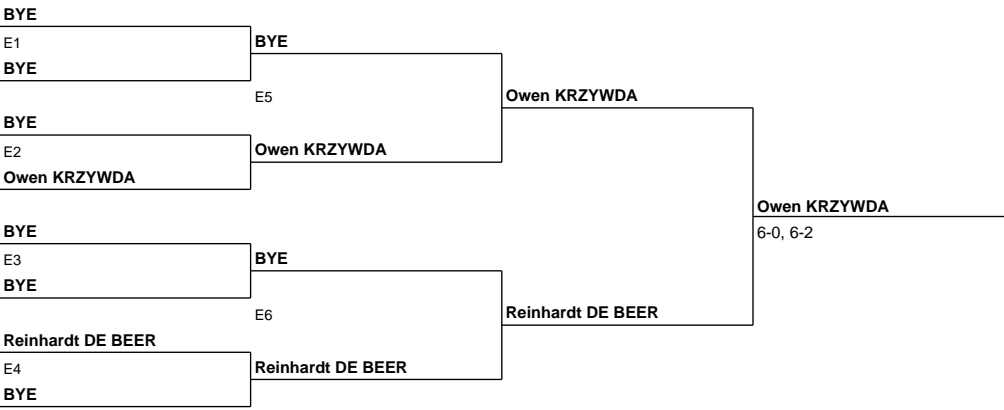 BYE
E1
BYE
BYE
E5
Owen KRZYWDA
BYE
E2
Owen KRZYWDA
Owen KRZYWDA
Owen KRZYWDA
6-0, 6-2
BYE
E3
BYE
BYE
E6
Reinhardt DE BEER
Reinhardt DE BEER
E4
Reinhardt DE BEER
BYE